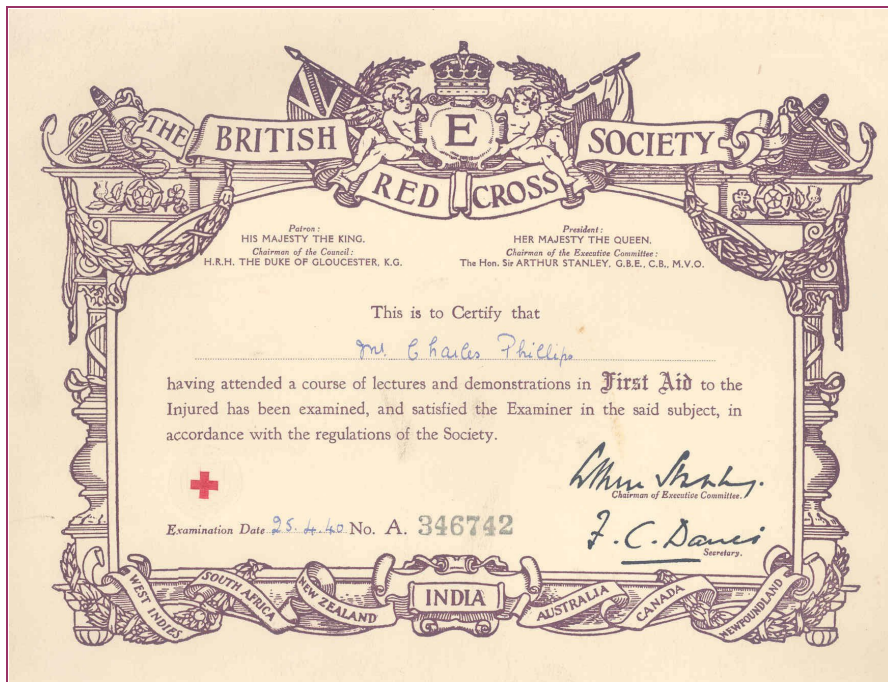 THE BRITISH E SOCIETY
RED CROSS
Patron:
HIS MAJESTY THE KING.
Chairman of the Council:
H.R.H. THE DUKE OF GLOUCESTER, K.G.
President:
HER MAJESTY THE QUEEN.
Chairman of the Executive Committee:
The Hon. Sir ARTHUR STANLEY, G.B.E., C.B., M.V.O.
This is to Certify that
Mr Charles Phillips
having attended a course of lectures and demonstrations in First Aid to the
Injured has been examined, and satisfied the Examiner in the said subject, in
accordance with the regulations of the Society.
Arthur Stanley.
Chairman of Executive Committee.
Examination Date 25.4.40 No. A. 346742
F. C. Davis
Secretary.
WEST INDIES SOUTH AFRICA NEW ZEALAND INDIA AUSTRALIA CANADA NEWFOUNDLAND